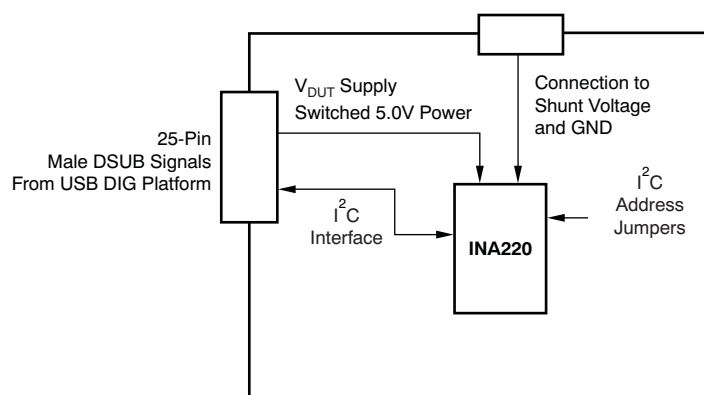 V_DUT Supply
Switched 5.0V Power
Connection to
Shunt Voltage
and GND
25-Pin
Male DSUB Signals
From USB DIG Platform
I²C
Interface
INA220
I²C
Address
Jumpers